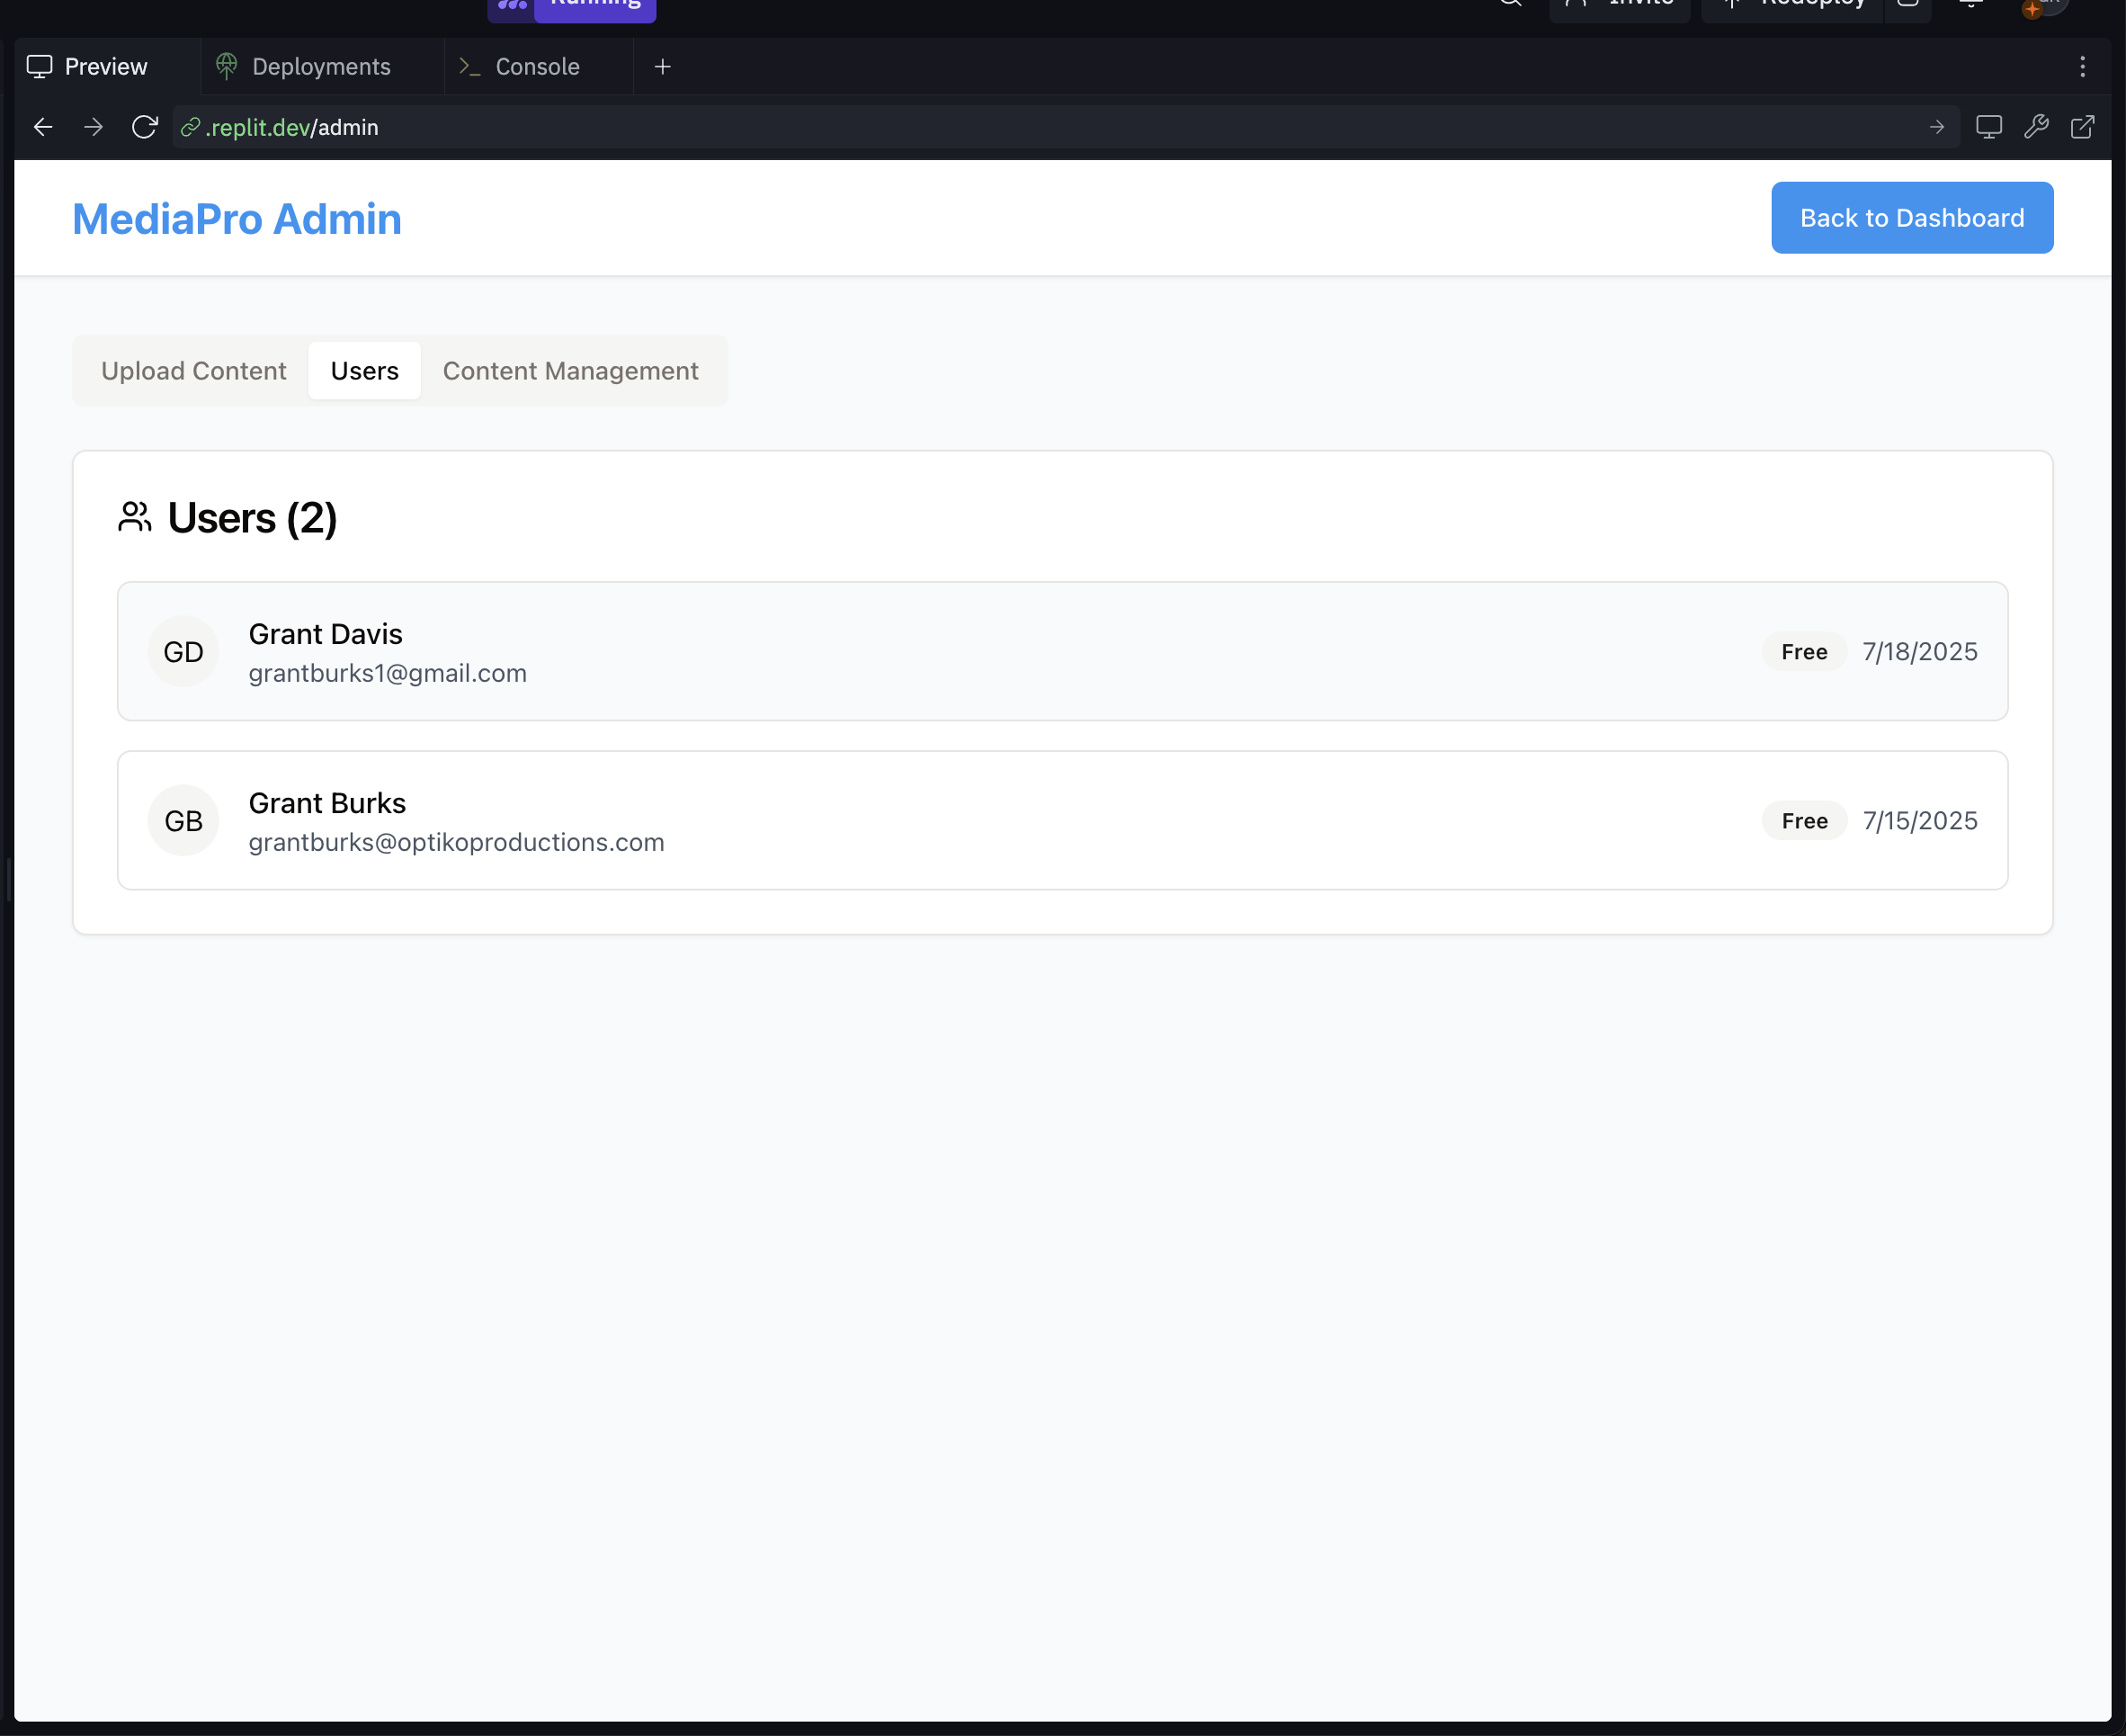 Running
Invite
Redeploy
Preview
Deployments
Console
.replit.dev/admin
MediaPro Admin
Back to Dashboard
Upload Content
Users
Content Management
Users (2)
GD
Grant Davis
grantburks1@gmail.com
Free
7/18/2025
GB
Grant Burks
grantburks@optikoproductions.com
Free
7/15/2025